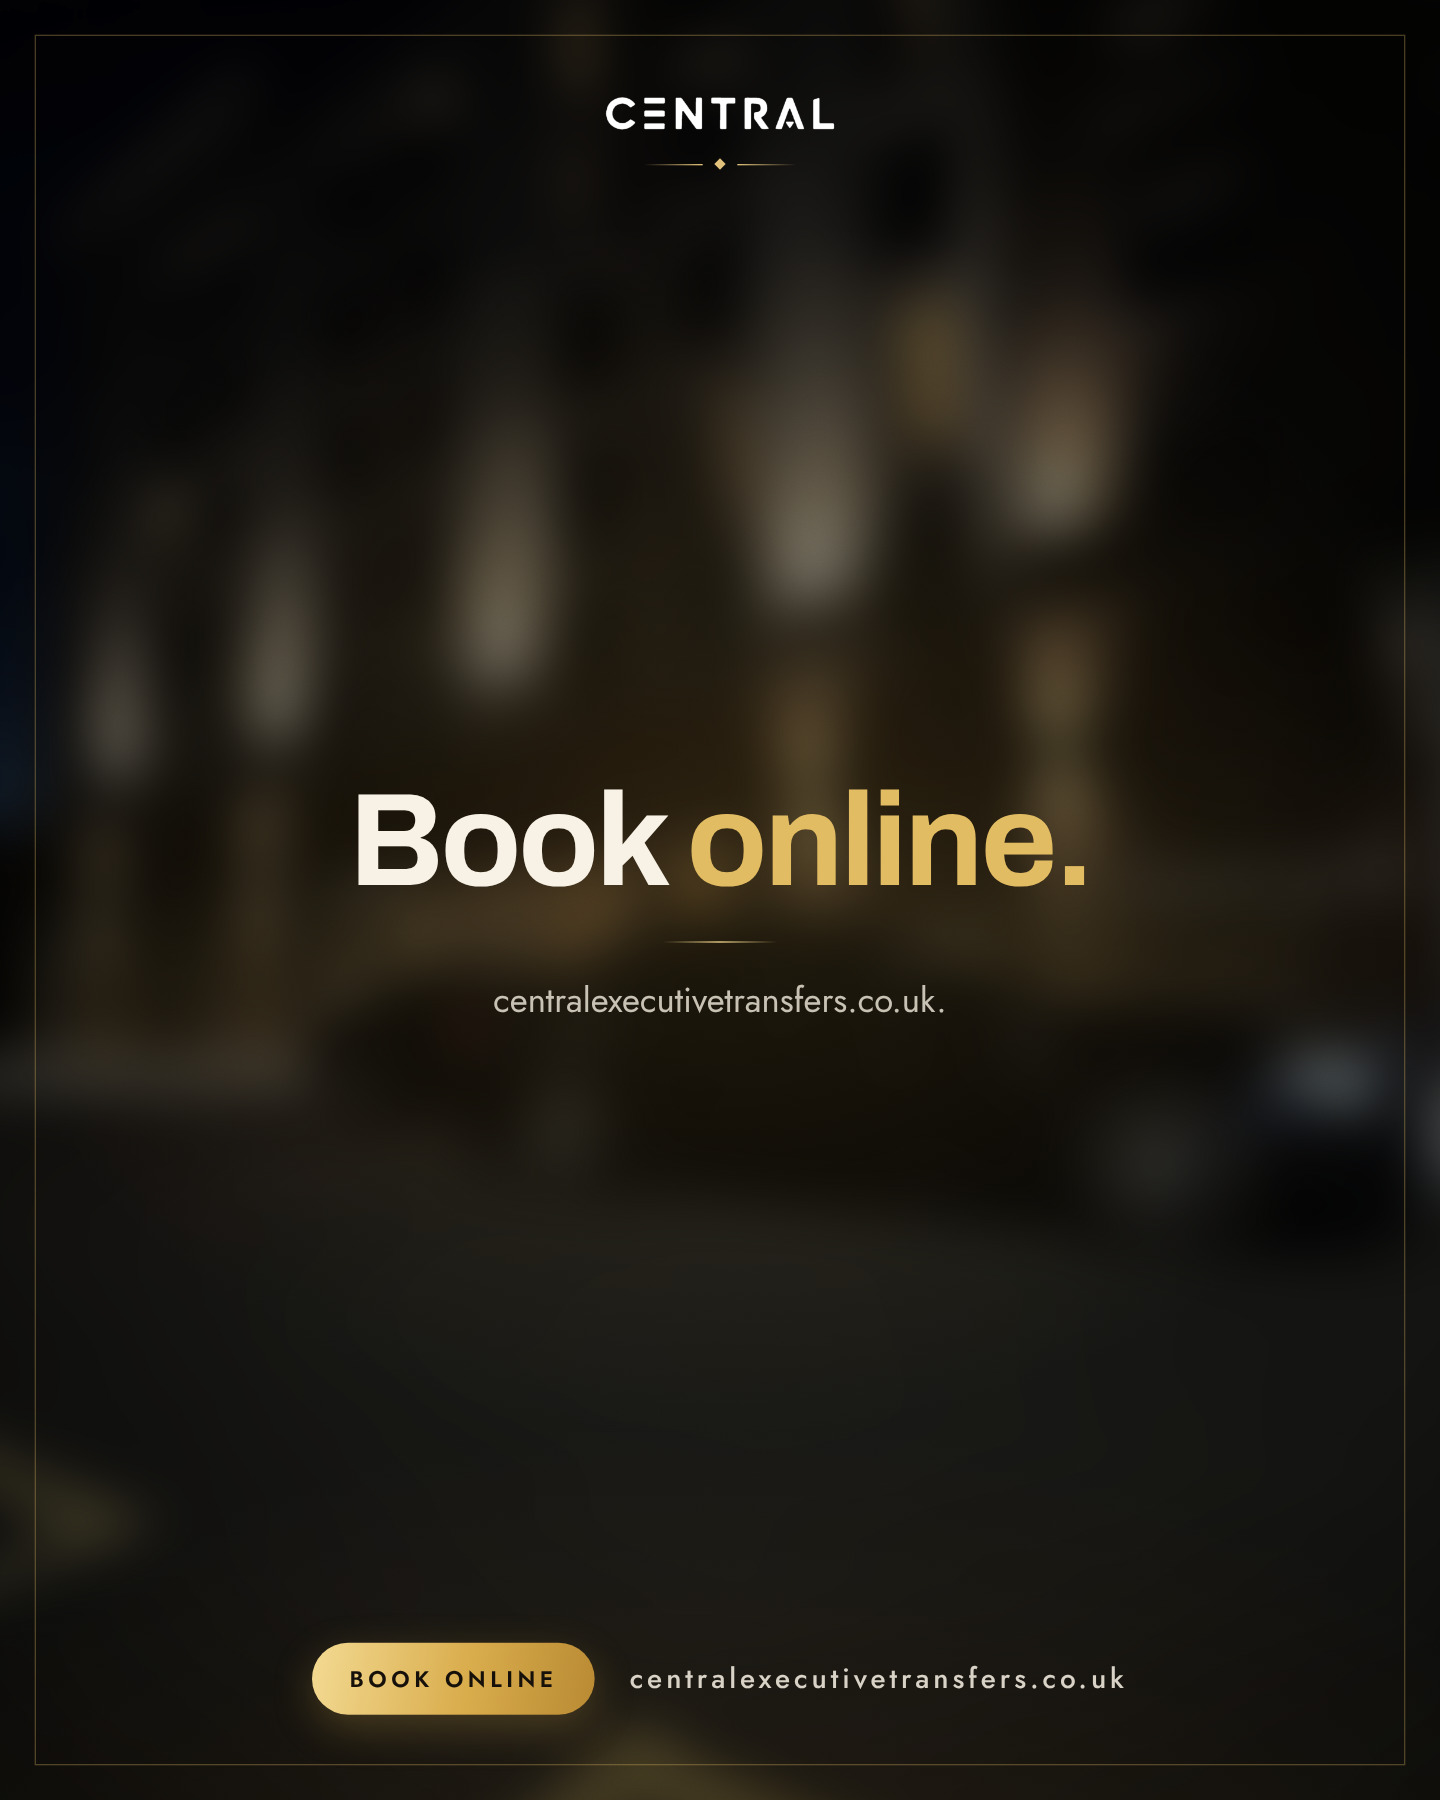 CENTRAL
Book online.
centralexecutivetransfers.co.uk.
BOOK ONLINE centralexecutivetransfers.co.uk